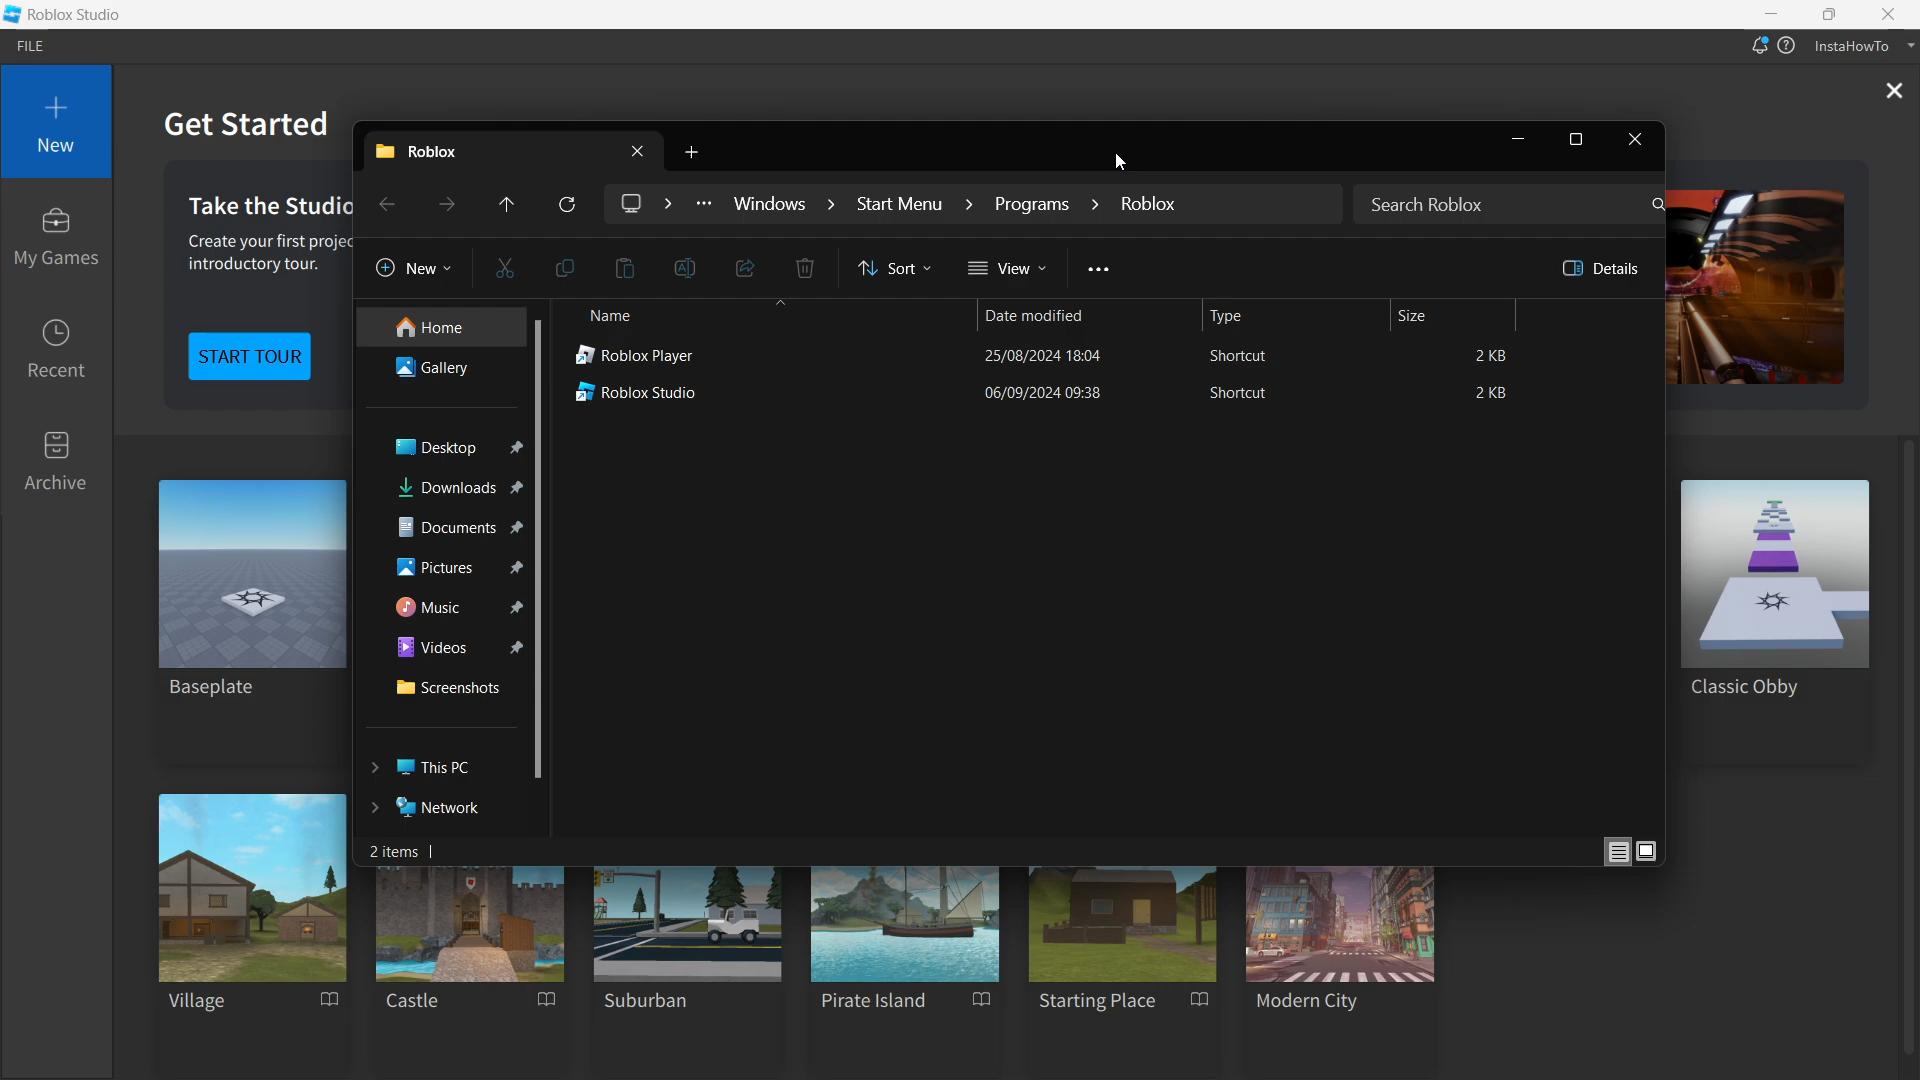 Roblox Studio
FILE
InstaHowTo
New
My Games
Recent
Archive
Get Started
Take the Studio
Create your first projec
introductory tour.
START TOUR
Roblox
Windows
Start Menu
Programs
Roblox
Search Roblox
New
Sort
View
Details
Home
Gallery
Desktop
Downloads
Documents
Pictures
Music
Videos
Screenshots
This PC
Network
Name Date modified Type Size
Roblox Player 25/08/2024 18:04 Shortcut 2 KB
Roblox Studio 06/09/2024 09:38 Shortcut 2 KB
2 items
Baseplate
Classic Obby
Village
Castle
Suburban
Pirate Island
Starting Place
Modern City